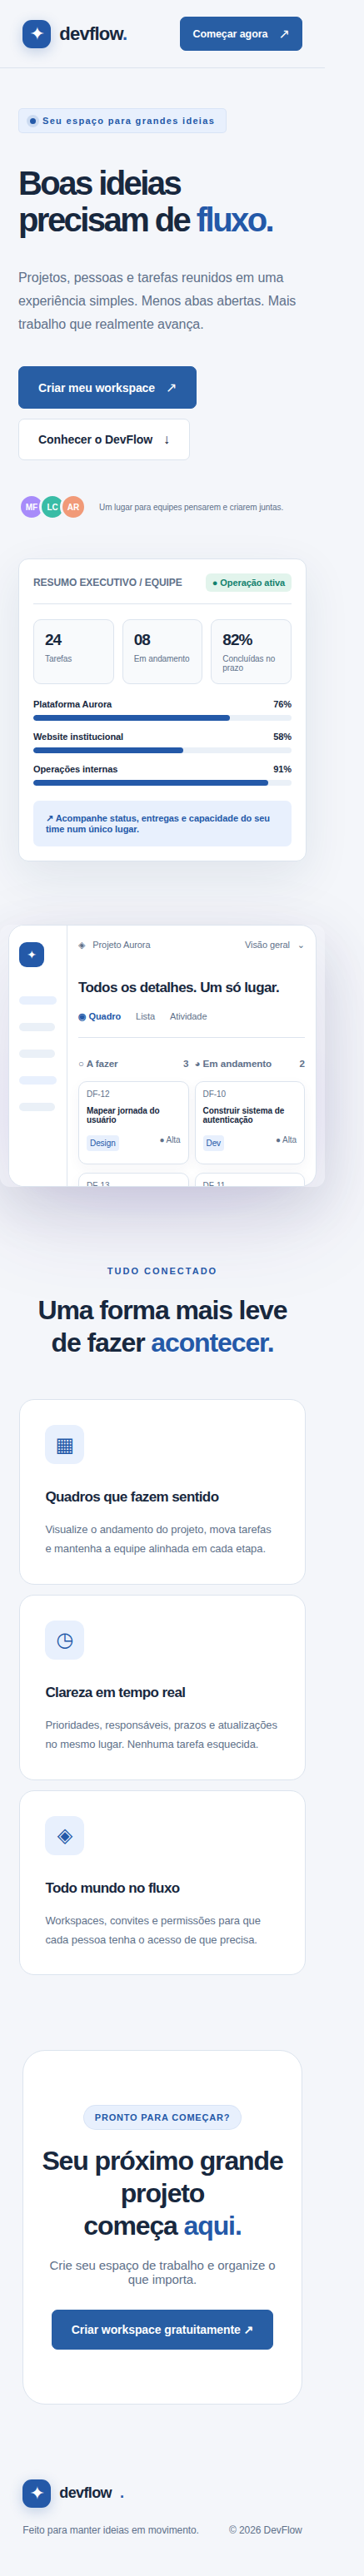 devflow.
Começar agora ↗
Seu espaço para grandes ideias
Boas ideias
precisam de fluxo.
Projetos, pessoas e tarefas reunidos em uma
experiência simples. Menos abas abertas. Mais
trabalho que realmente avança.
Criar meu workspace ↗
Conhecer o DevFlow ↓
MF LC AR Um lugar para equipes pensarem e criarem juntas.
RESUMO EXECUTIVO / EQUIPE ● Operação ativa
24 08 82%
Tarefas Em andamento Concluídas no
prazo
Plataforma Aurora 76%
Website institucional 58%
Operações internas 91%
↗ Acompanhe status, entregas e capacidade do seu
time num único lugar.
◈ Projeto Aurora Visão geral ⌄
Todos os detalhes. Um só lugar.
◉ Quadro Lista Atividade
○ A fazer 3 Em andamento 2
DF-12 DF-10
Mapear jornada do
usuário
Construir sistema de
autenticação
Design ● Alta Dev ● Alta
DF-13 DF-11
TUDO CONECTADO
Uma forma mais leve
de fazer acontecer.
Quadros que fazem sentido
Visualize o andamento do projeto, mova tarefas
e mantenha a equipe alinhada em cada etapa.
Clareza em tempo real
Prioridades, responsáveis, prazos e atualizações
no mesmo lugar. Nenhuma tarefa esquecida.
Todo mundo no fluxo
Workspaces, convites e permissões para que
cada pessoa tenha o acesso de que precisa.
PRONTO PARA COMEÇAR?
Seu próximo grande
projeto
começa aqui.
Crie seu espaço de trabalho e organize o
que importa.
Criar workspace gratuitamente ↗
devflow .
Feito para manter ideias em movimento. © 2026 DevFlow